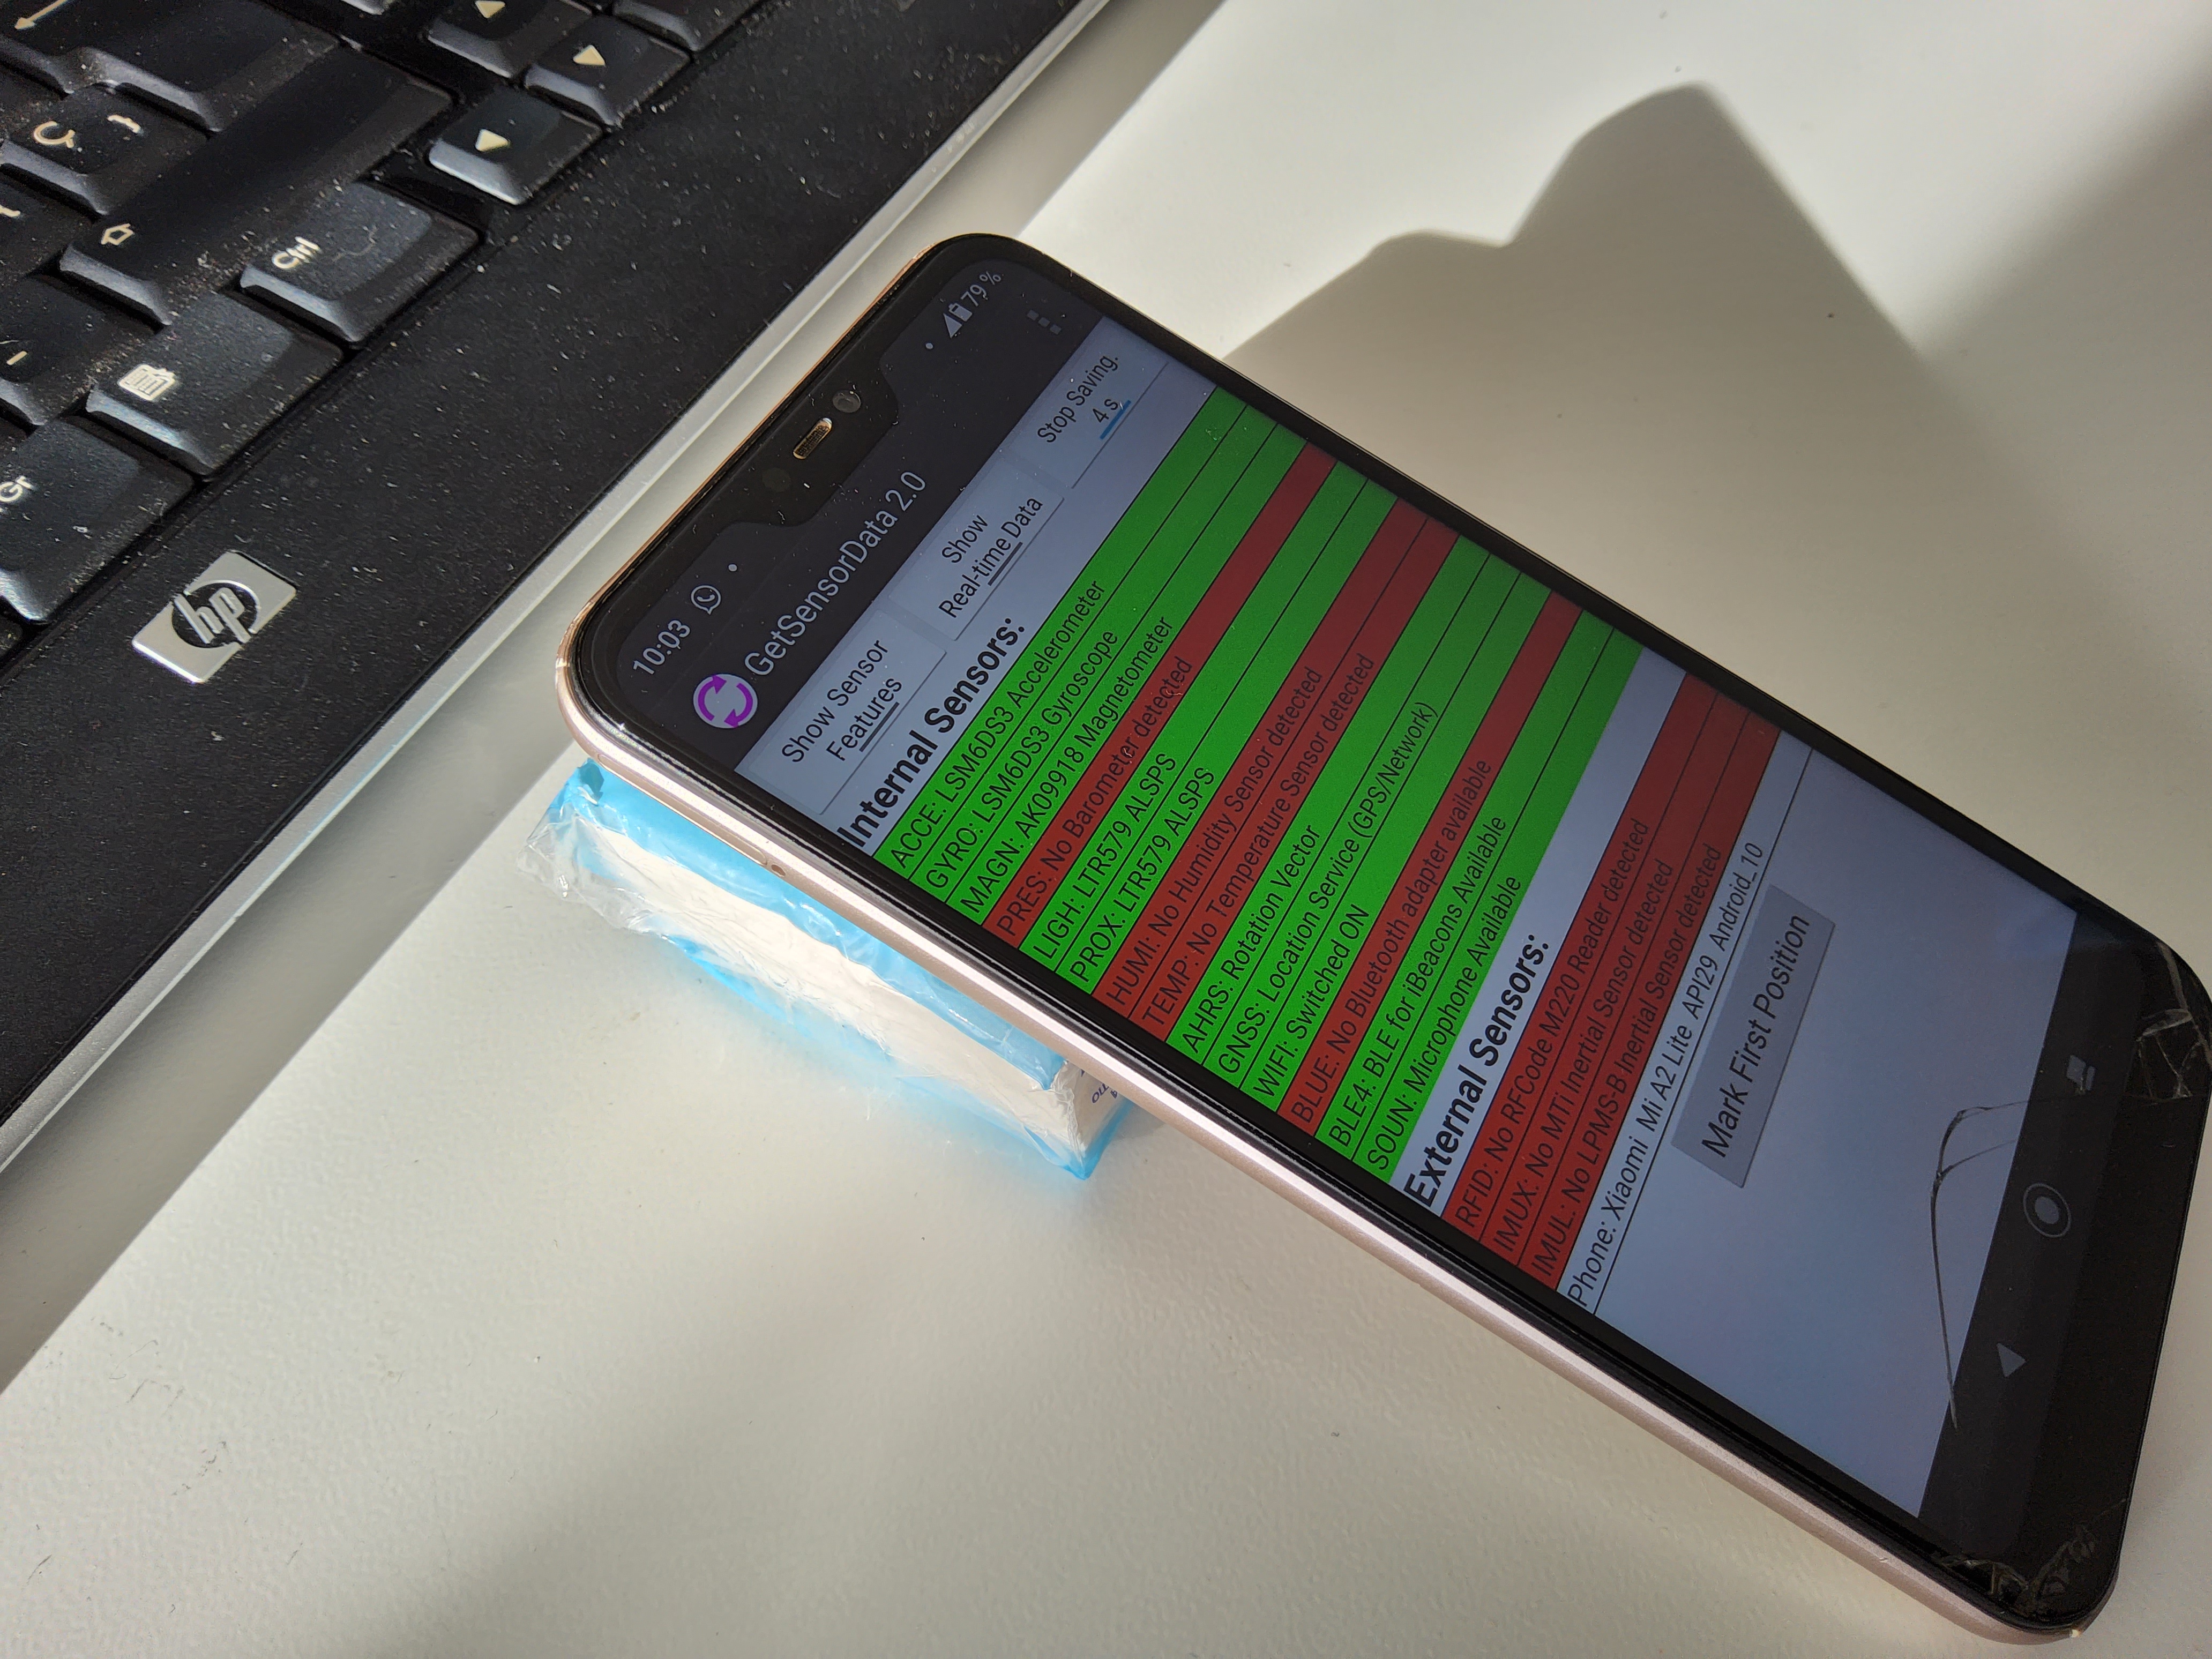 Ctrl
Gr
hp
10:03
79%
GetSensorData 2.0
Show Sensor
Features
Show
Real-time Data
Stop Saving.
4 s
Internal Sensors:
ACCE: LSM6DS3 Accelerometer
GYRO: LSM6DS3 Gyroscope
MAGN: AK09918 Magnetometer
PRES: No Barometer detected
LIGH: LTR579 ALSPS
PROX: LTR579 ALSPS
HUMI: No Humidity Sensor detected
TEMP: No Temperature Sensor detected
AHRS: Rotation Vector
GNSS: Location Service (GPS/Network)
WIFI: Switched ON
BLUE: No Bluetooth adapter available
BLE4: BLE for iBeacons Available
SOUN: Microphone Available
External Sensors:
RFID: No RFCode M220 Reader detected
IMUX: No MTi Inertial Sensor detected
IMUL: No LPMS-B Inertial Sensor detected
Phone: Xiaomi Mi A2 Lite API29 Android_10
Mark First Position